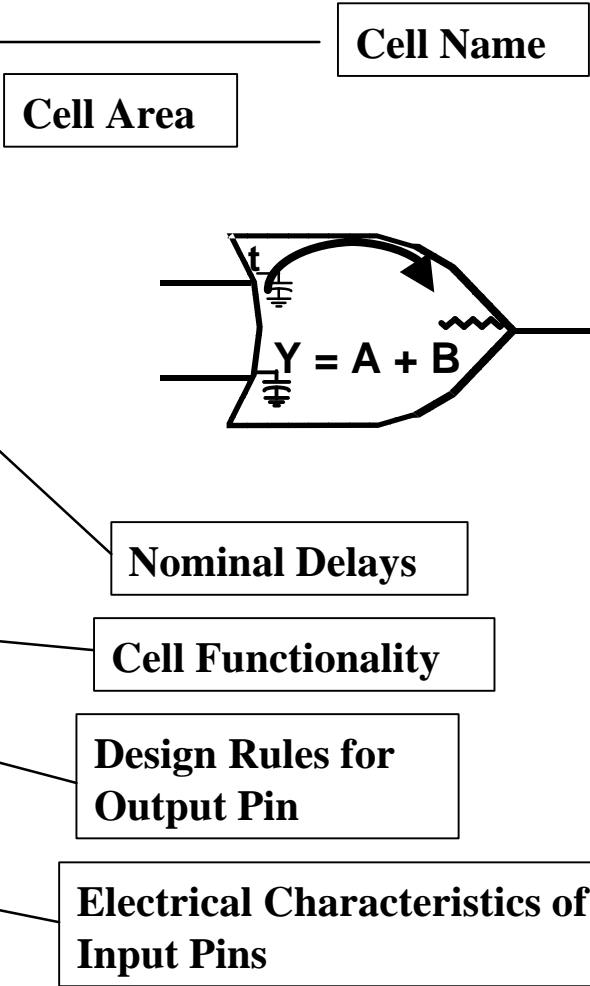 Cell Name
Cell Area
t
Y = A + B
Nominal Delays
Cell Functionality
Design Rules for
Output Pin
Electrical Characteristics of
Input Pins